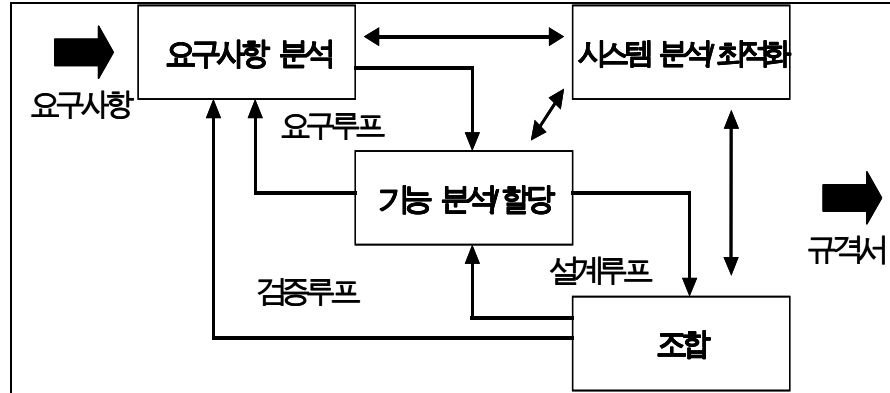 요구사항 분석
시스템 분석/최적화
요구사항
요구루프
기능 분석/할당
규격서
설계루프
검증루프
조합